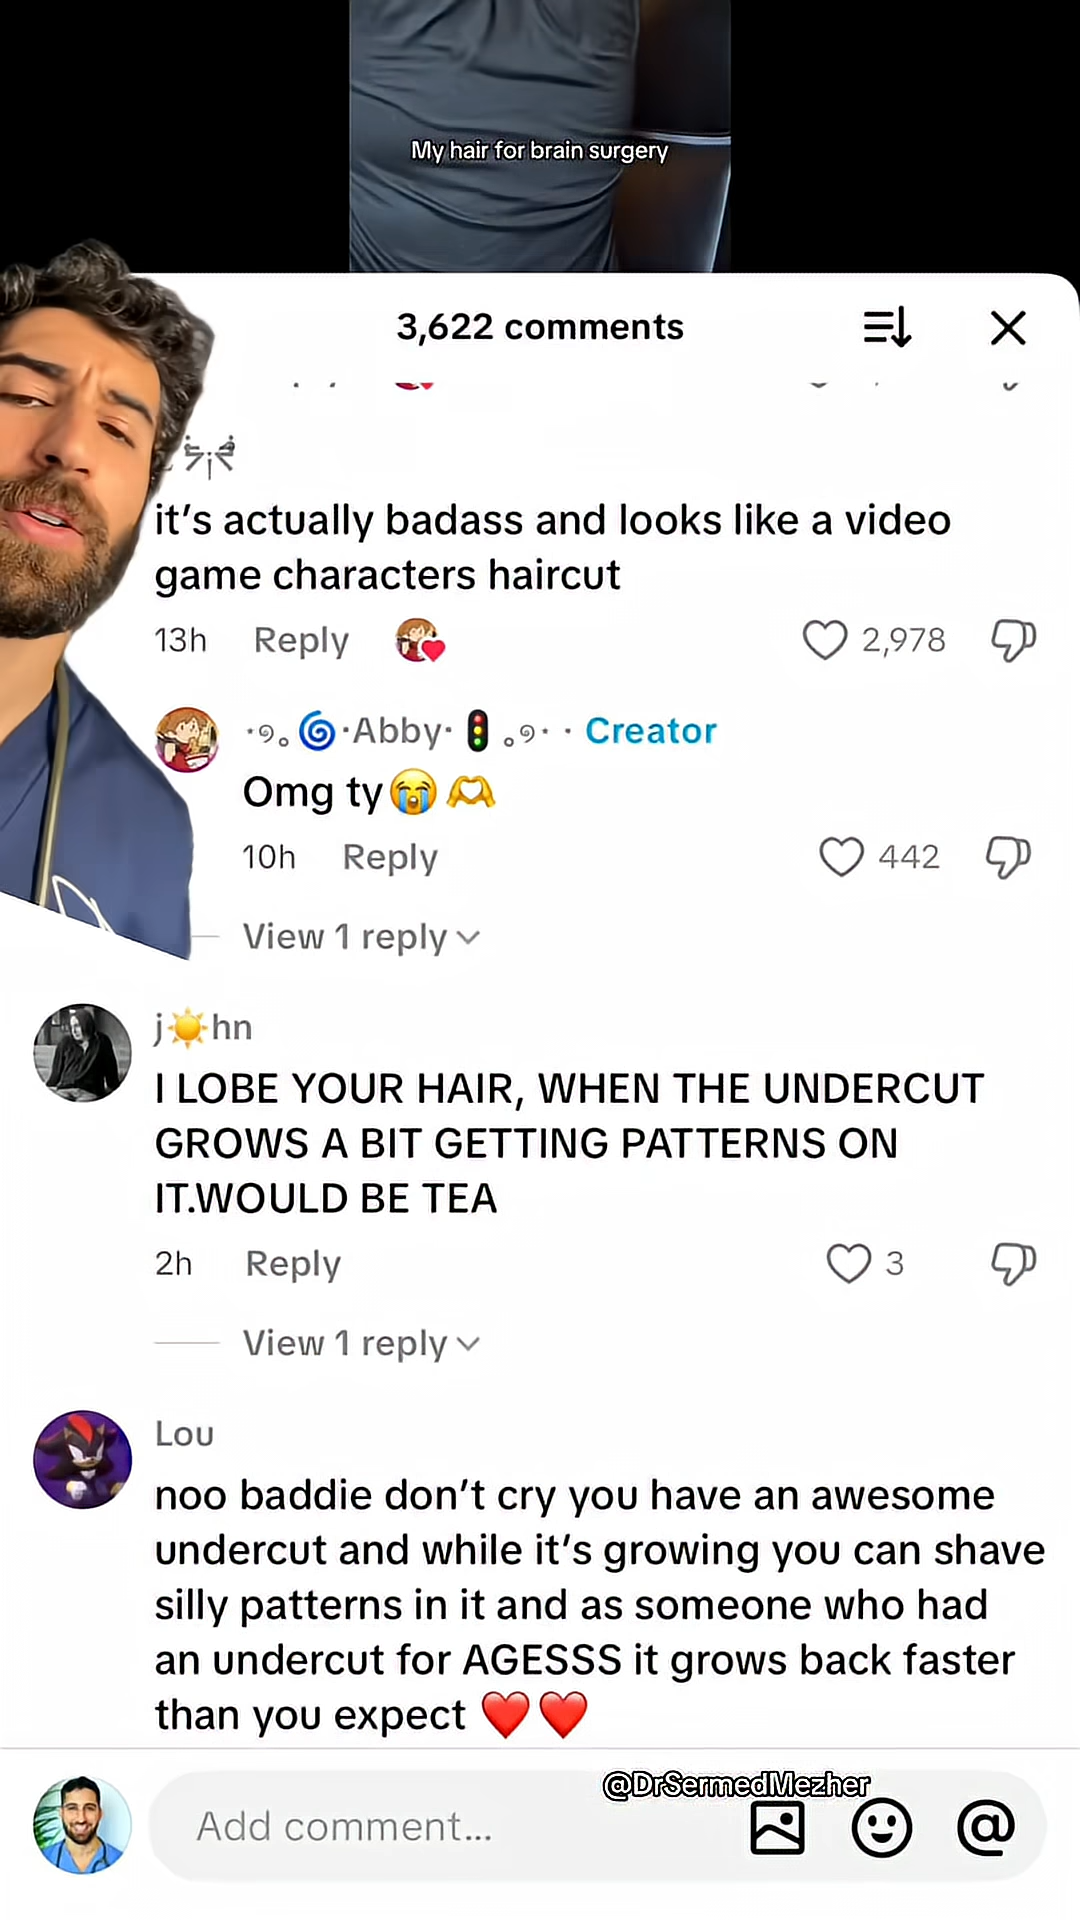 My hair for brain surgery
3,622 comments
it's actually badass and looks like a video
game characters haircut
13h Reply 2,978
·୨｡🌀·Abby·🚦｡୨· · Creator
Omg ty😭🫶
10h Reply 442
View 1 reply
j☀️hn
I LOBE YOUR HAIR, WHEN THE UNDERCUT
GROWS A BIT GETTING PATTERNS ON
IT.WOULD BE TEA
2h Reply 3
View 1 reply
Lou
noo baddie don't cry you have an awesome
undercut and while it's growing you can shave
silly patterns in it and as someone who had
an undercut for AGESSS it grows back faster
than you expect ❤️❤️
@DrSermedMezher
Add comment...